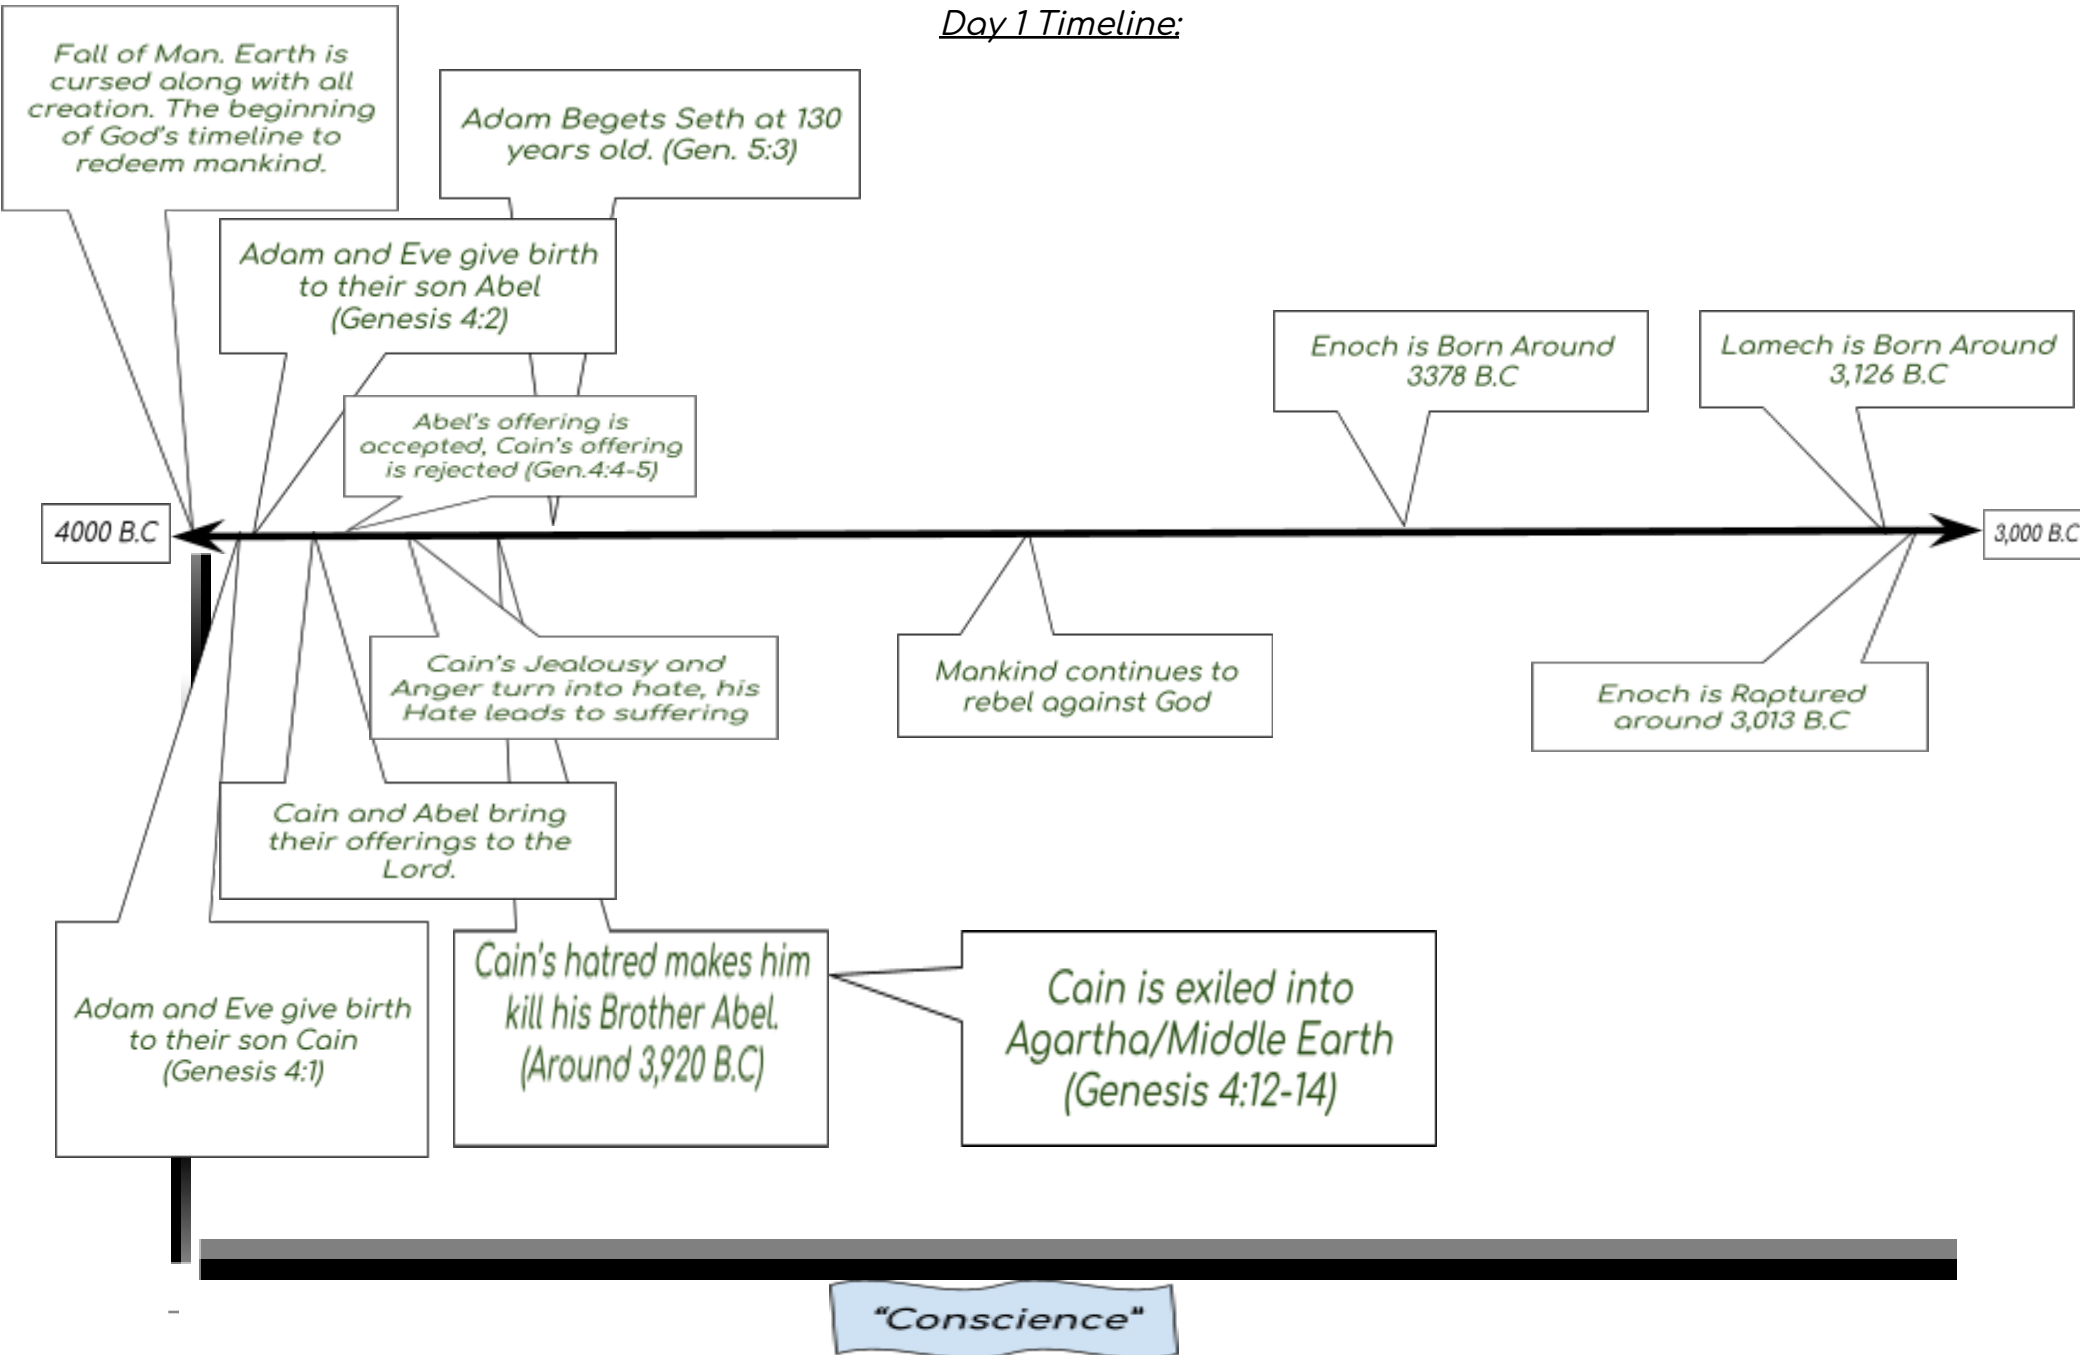 Day 1 Timeline:
Fall of Man. Earth is
cursed along with all
creation. The beginning
of God's timeline to
redeem mankind.
Adam Begets Seth at 130
years old. (Gen. 5:3)
Adam and Eve give birth
to their son Abel
(Genesis 4:2)
Abel's offering is
accepted, Cain's offering
is rejected (Gen.4:4-5)
Enoch is Born Around
3378 B.C
Lamech is Born Around
3,126 B.C
4000 B.C
3,000 B.C
Cain's Jealousy and
Anger turn into hate, his
Hate leads to suffering
Mankind continues to
rebel against God
Enoch is Raptured
around 3,013 B.C
Cain and Abel bring
their offerings to the
Lord.
Adam and Eve give birth
to their son Cain
(Genesis 4:1)
Cain's hatred makes him
kill his Brother Abel.
(Around 3,920 B.C)
Cain is exiled into
Agartha/Middle Earth
(Genesis 4:12-14)
"Conscience"